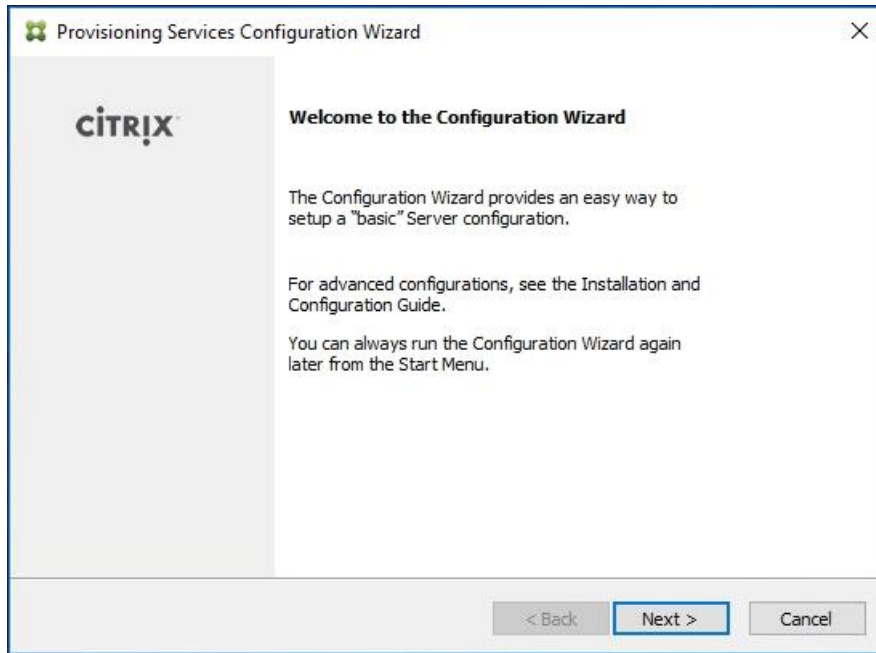 Provisioning Services Configuration Wizard
CITRIX
Welcome to the Configuration Wizard
The Configuration Wizard provides an easy way to
setup a “basic” Server configuration.
For advanced configurations, see the Installation and
Configuration Guide.
You can always run the Configuration Wizard again
later from the Start Menu.
< Back
Next >
Cancel